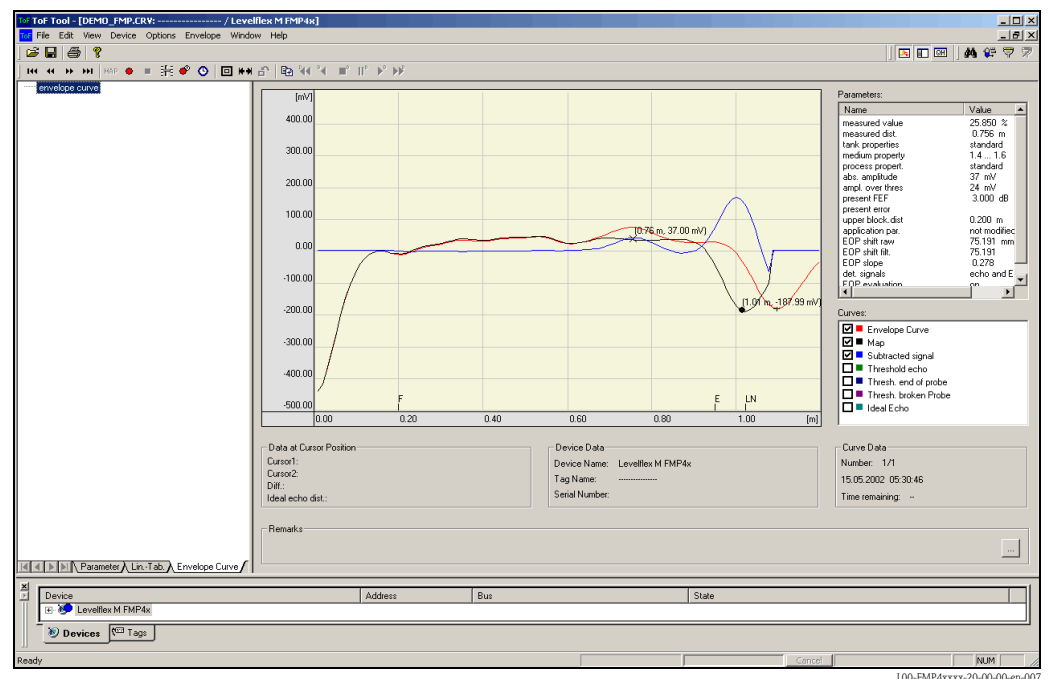 ToF Tool - [DEMO_FMP.CRV: ---------------- / Levelflex M FMP4x]
File Edit View Device Options Envelope Window Help
MAP
envelope curve
[mV]
400.00
300.00
200.00
100.00
0.00
-100.00
-200.00
-300.00
-400.00
-500.00
[0.76 m, 37.00 mV]
[1.01 m, -187.99 mV]
F
E
LN
0.00 0.20 0.40 0.60 0.80 1.00 [m]
Parameters:
Name Value
measured value 25.850 %
measured dist. 0.756 m
tank properties standard
medium property 1.4 ... 1.6
process propert. standard
abs. amplitude 37 mV
ampl. over thres 24 mV
present FEF 3.000 dB
present error
upper block.dist 0.200 m
application par. not modified
EOP shift raw 75.191 mm
EOP shift filt. 75.191
EOP slope 0.278
det. signals echo and E
EOP evaluation on
Curves:
Envelope Curve
Map
Subtracted signal
Threshold echo
Thresh. end of probe
Thresh. broken Probe
Ideal Echo
Data at Cursor Position
Cursor1:
Cursor2:
Diff.:
Ideal echo dist.:
Device Data
Device Name: Levelflex M FMP4x
Tag Name: ----------------
Serial Number:
Curve Data
Number: 1/1
15.05.2002 05:30:46
Time remaining: --
Remarks
...
Parameter Lin.-Tab. Envelope Curve
Device Address Bus State
Levelflex M FMP4x
Devices Tags
Ready Cancel NUM
100-FMP4xxxx-20-00-00-en-007